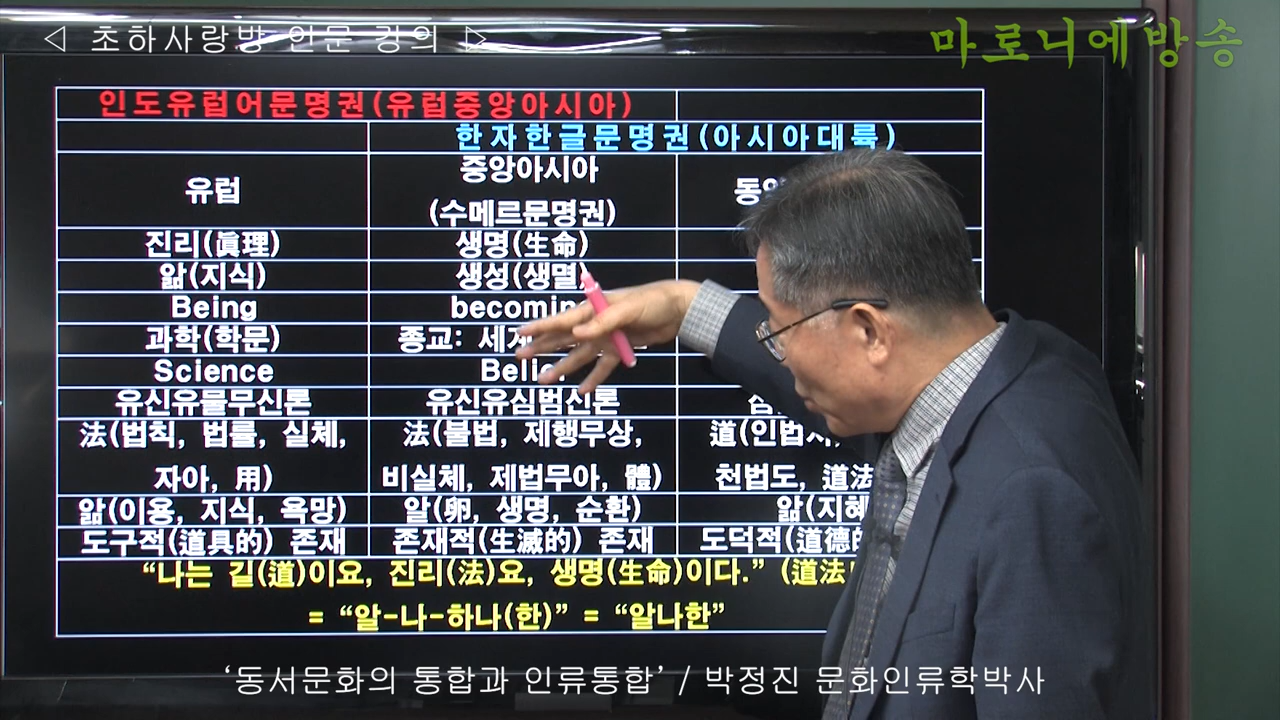 ◁ 초하사랑방 인문 강의 ▷
마로니에방송
인도유럽어문명권(유럽중앙아시아)
한자한글문명권(아시아대륙)
유럽
중앙아시아
(수메르문명권)
진리(眞理)
생명(生命)
앎(지식)
생성(생멸)
Being
과학(학문)
종교:
Science
유신유물무신론
유신유심범신론
法(법칙, 법률, 실체,
자아, 用)
法(불법, 제행무상,
비실체, 제법무아, 體)
천법도,
앎(이용, 지식, 욕망)
알(卵, 생명, 순환)
앎(지혜
도구적(道具的) 존재
존재적(生滅的) 존재
도덕적(道德的
“나는 길(道)이요, 진리(法)요, 생명(生命)이다.”
= “알-나-하나(한)” = “알나한”
‘동서문화의 통합과 인류통합’ / 박정진 문화인류학박사